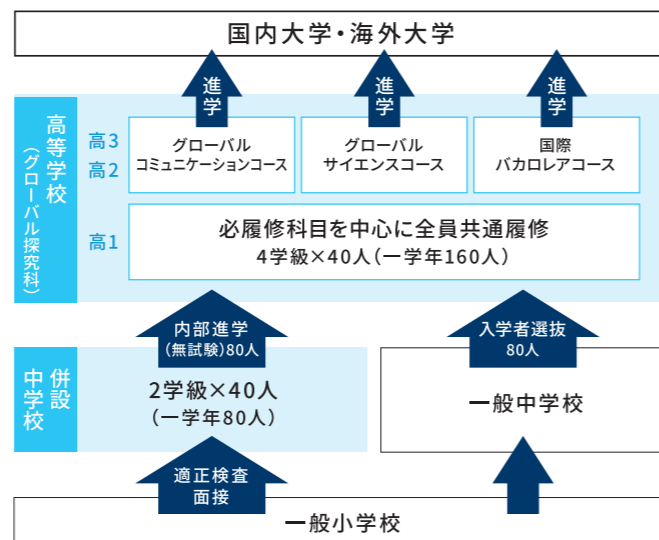 国内大学・海外大学
進学
進学
進学
高等学校
（グローバル探究科）
高3
高2
グローバル
コミュニケーションコース
グローバル
サイエンスコース
国際
バカロレアコース
高1
必履修科目を中心に全員共通履修
4学級×40人（一学年160人）
内部進学
（無試験）80人
入学者選抜
80人
併設
中学校
2学級×40人
（一学年80人）
一般中学校
適正検査
面接
一般小学校